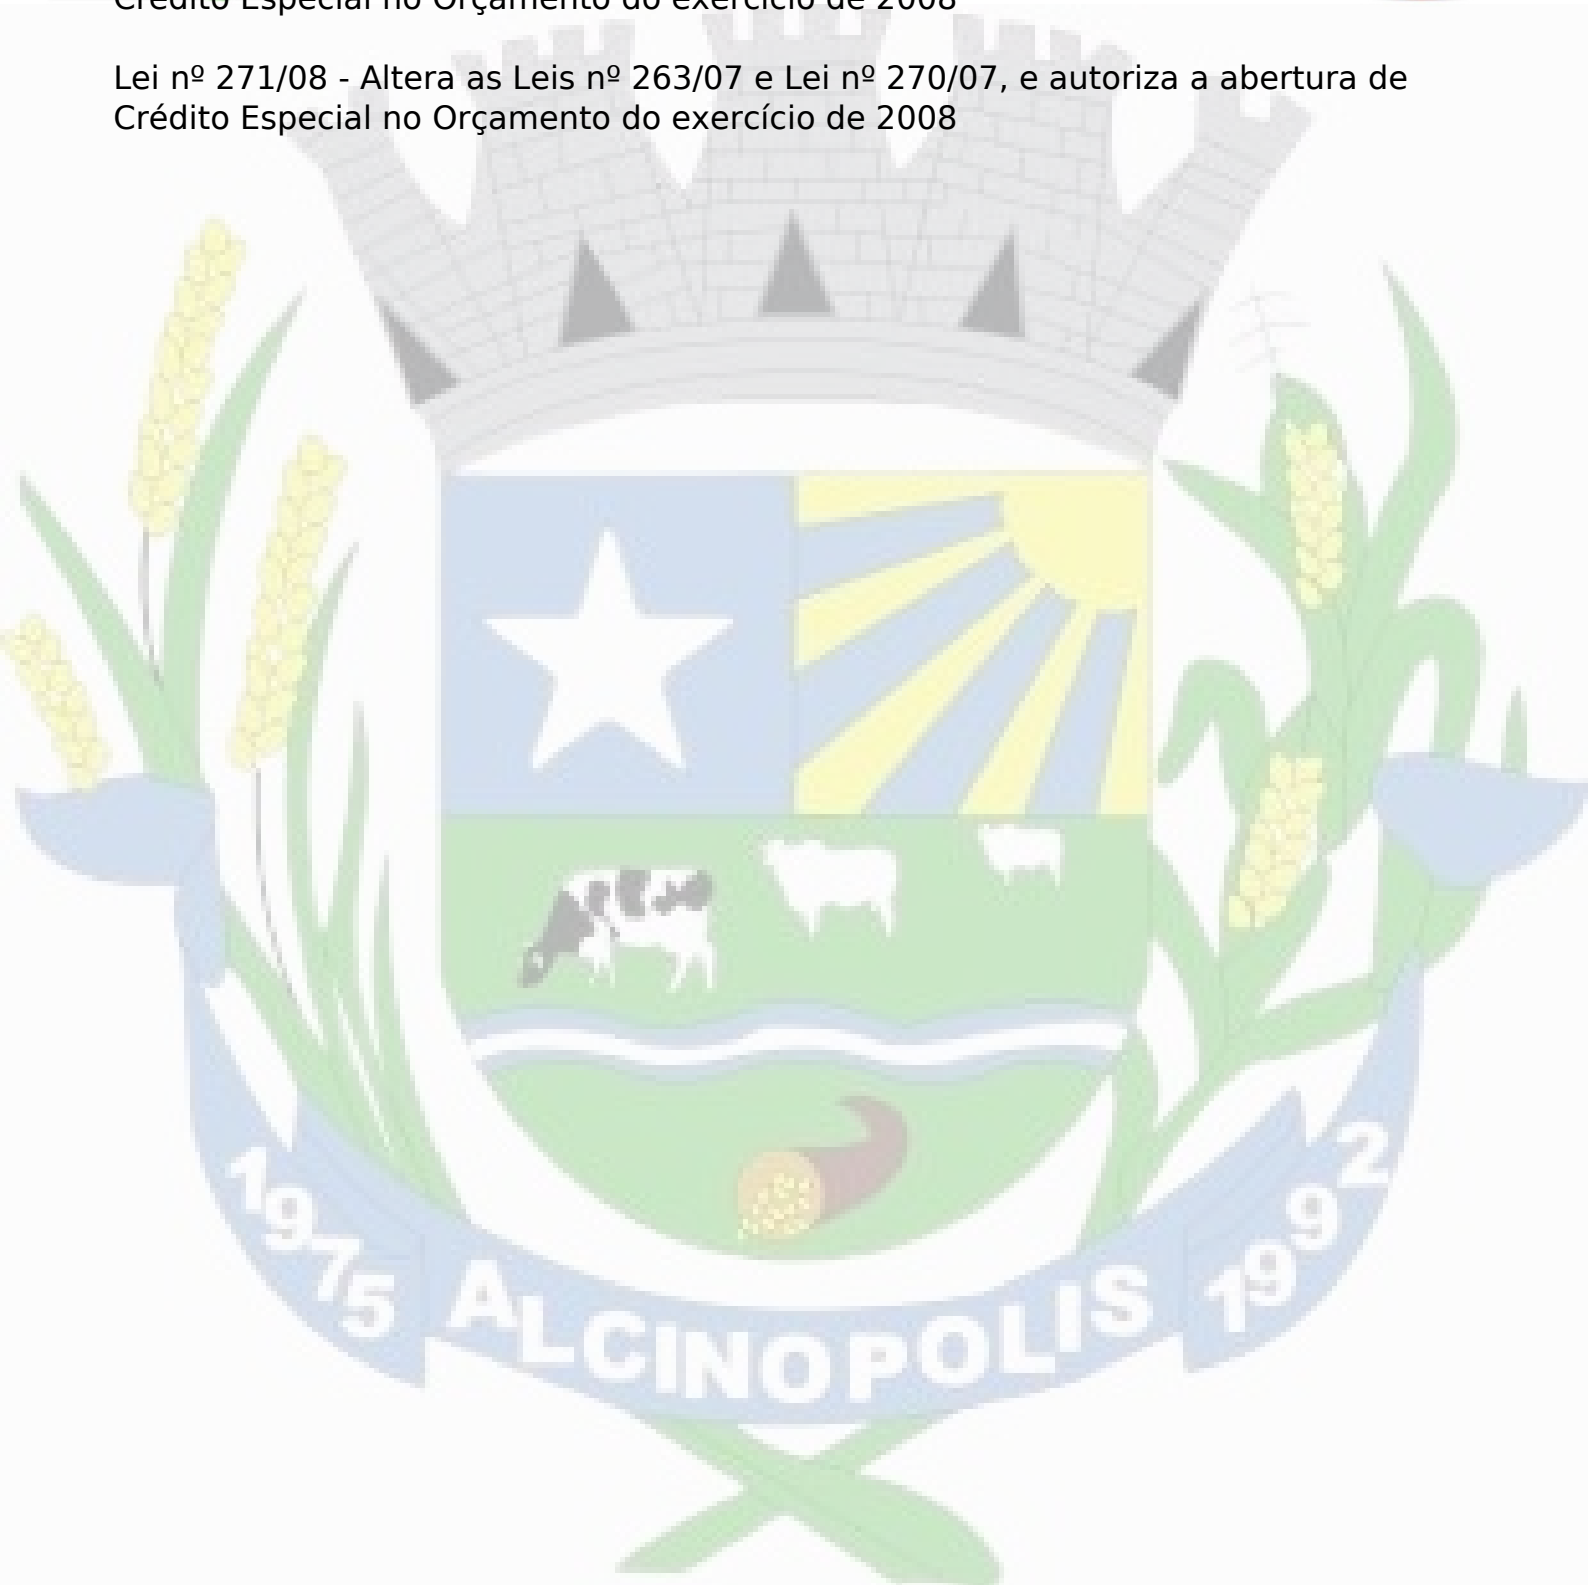 Crédito Especial no Orçamento do exercício de 2008
Lei nº 271/08 - Altera as Leis nº 263/07 e Lei nº 270/07, e autoriza a abertura de
Crédito Especial no Orçamento do exercício de 2008
1975
ALCINOPOLIS
1992